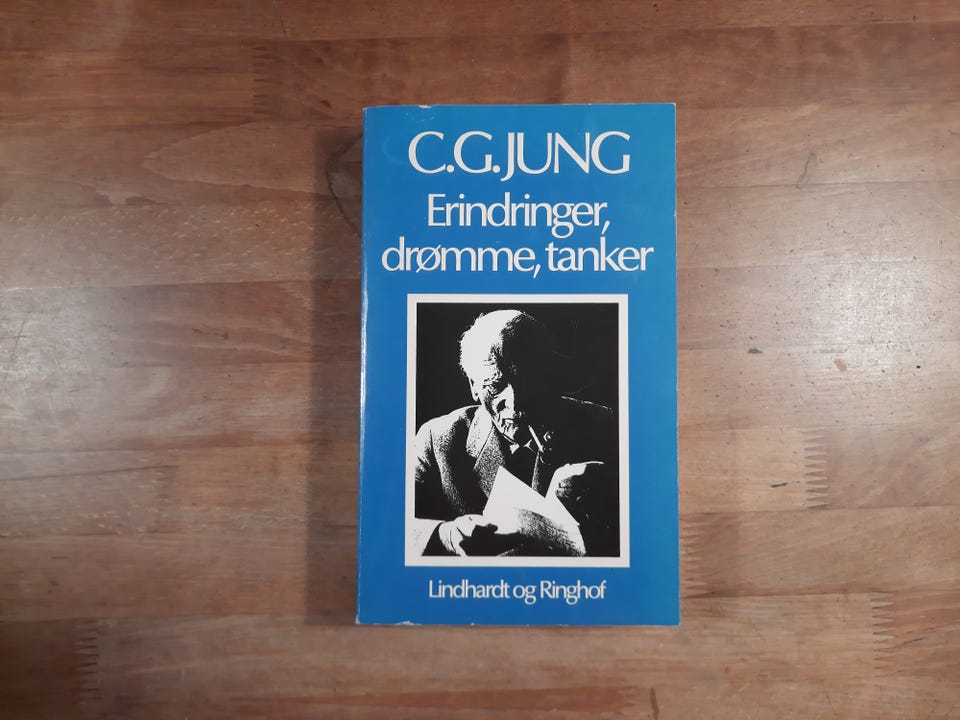 C.G.JUNG
Erindringer,
drømme, tanker
Lindhardt og Ringhof